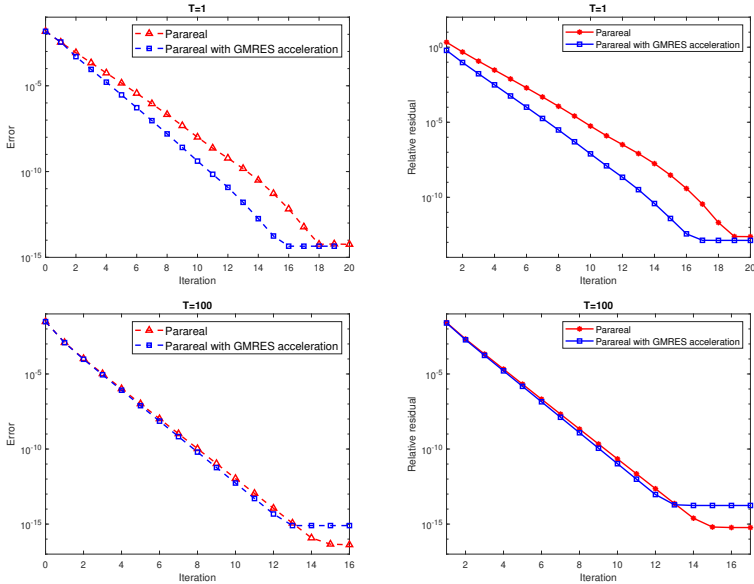 T=1
Error
10^-5
10^-10
10^-15
0 2 4 6 8 10 12 14 16 18 20
Iteration
Parareal
Parareal with GMRES acceleration
T=1
Relative residual
10^0
10^-5
10^-10
2 4 6 8 10 12 14 16 18 20
Iteration
Parareal
Parareal with GMRES acceleration
T=100
Error
10^-5
10^-10
10^-15
0 2 4 6 8 10 12 14 16
Iteration
Parareal
Parareal with GMRES acceleration
T=100
Relative residual
10^-5
10^-10
10^-15
2 4 6 8 10 12 14 16
Iteration
Parareal
Parareal with GMRES acceleration